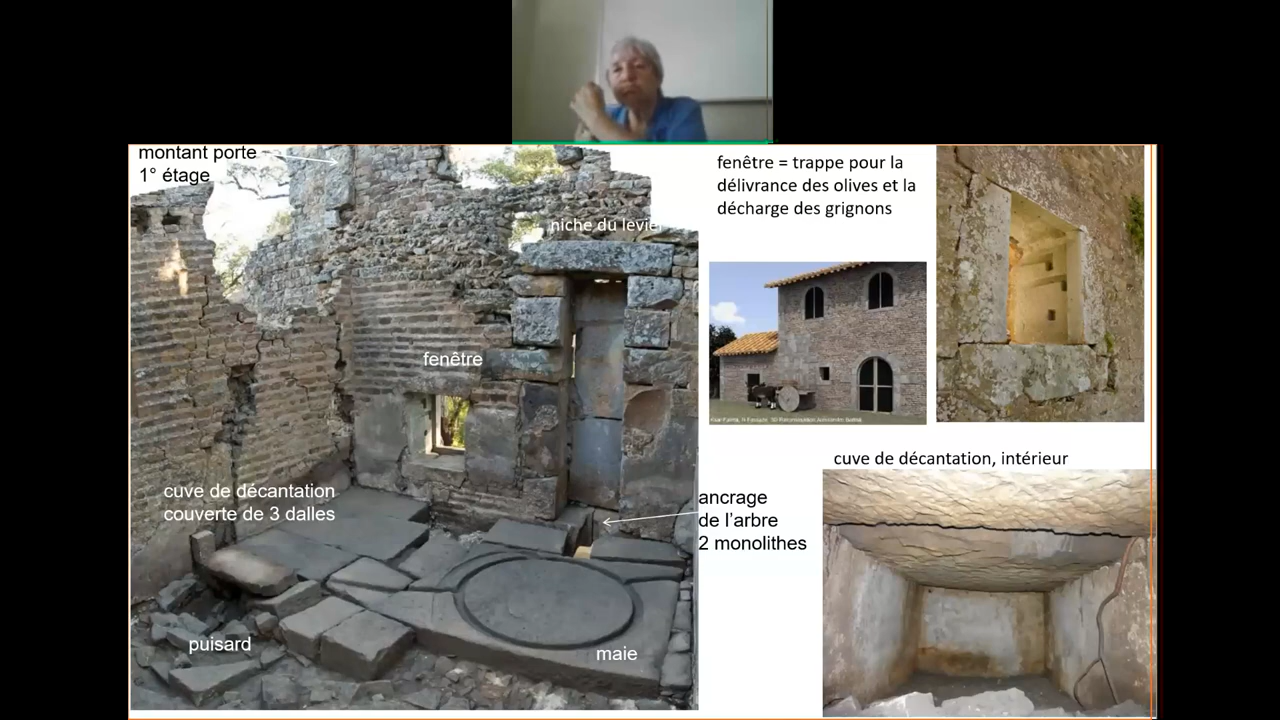 montant porte
1° étage
niche du levier
fenêtre
cuve de décantation
couverte de 3 dalles
puisard
maie
ancrage
de l'arbre
2 monolithes
fenêtre = trappe pour la
délivrance des olives et la
décharge des grignons
cuve de décantation, intérieur